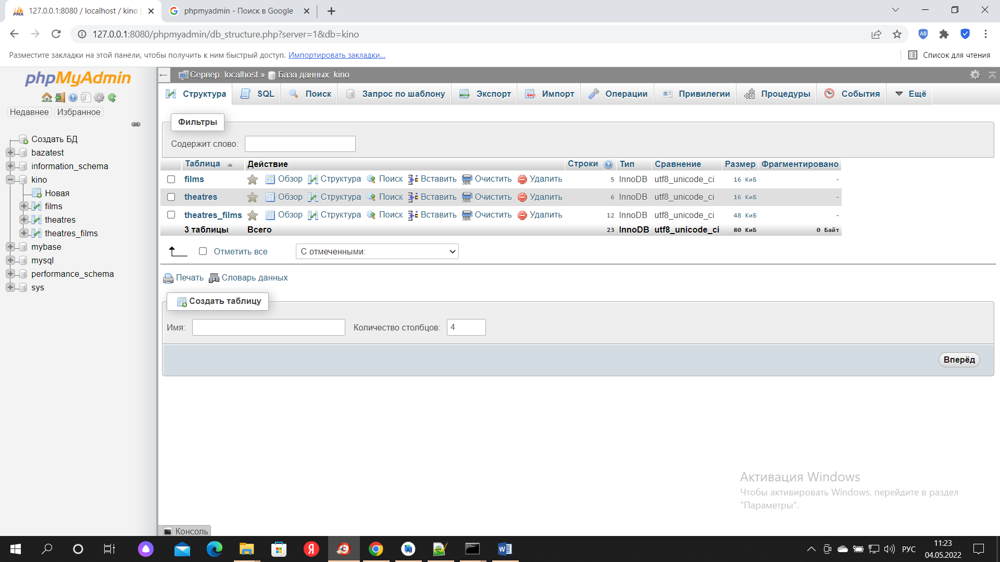 127.0.0.1:8080 / localhost / kino
phpmyadmin - Поиск в Google
127.0.0.1:8080/phpmyadmin/db_structure.php?server=1&db=kino
Разместите закладки на этой панели, чтобы получить к ним быстрый доступ. Импортировать закладки...
Список для чтения
phpMyAdmin
Недавнее Избранное
Создать БД
bazatest
information_schema
kino
Новая
films
theatres
theatres_films
mybase
mysql
performance_schema
sys
Сервер: localhost » База данных: kino
Структура SQL Поиск Запрос по шаблону Экспорт Импорт Операции Привилегии Процедуры События Ещё
Фильтры
Содержит слово:
Таблица Действие Строки Тип Сравнение Размер Фрагментировано
films Обзор Структура Поиск Вставить Очистить Удалить 5 InnoDB utf8_unicode_ci 16 КиБ -
theatres Обзор Структура Поиск Вставить Очистить Удалить 6 InnoDB utf8_unicode_ci 16 КиБ -
theatres_films Обзор Структура Поиск Вставить Очистить Удалить 12 InnoDB utf8_unicode_ci 48 КиБ -
3 таблицы Всего 23 InnoDB utf8_unicode_ci 80 КиБ 0 Байт
Отметить все С отмеченными:
Печать Словарь данных
Создать таблицу
Имя: Количество столбцов: 4
Вперёд
Активация Windows
Чтобы активировать Windows, перейдите в раздел
"Параметры".
Консоль
РУС
11:23
04.05.2022